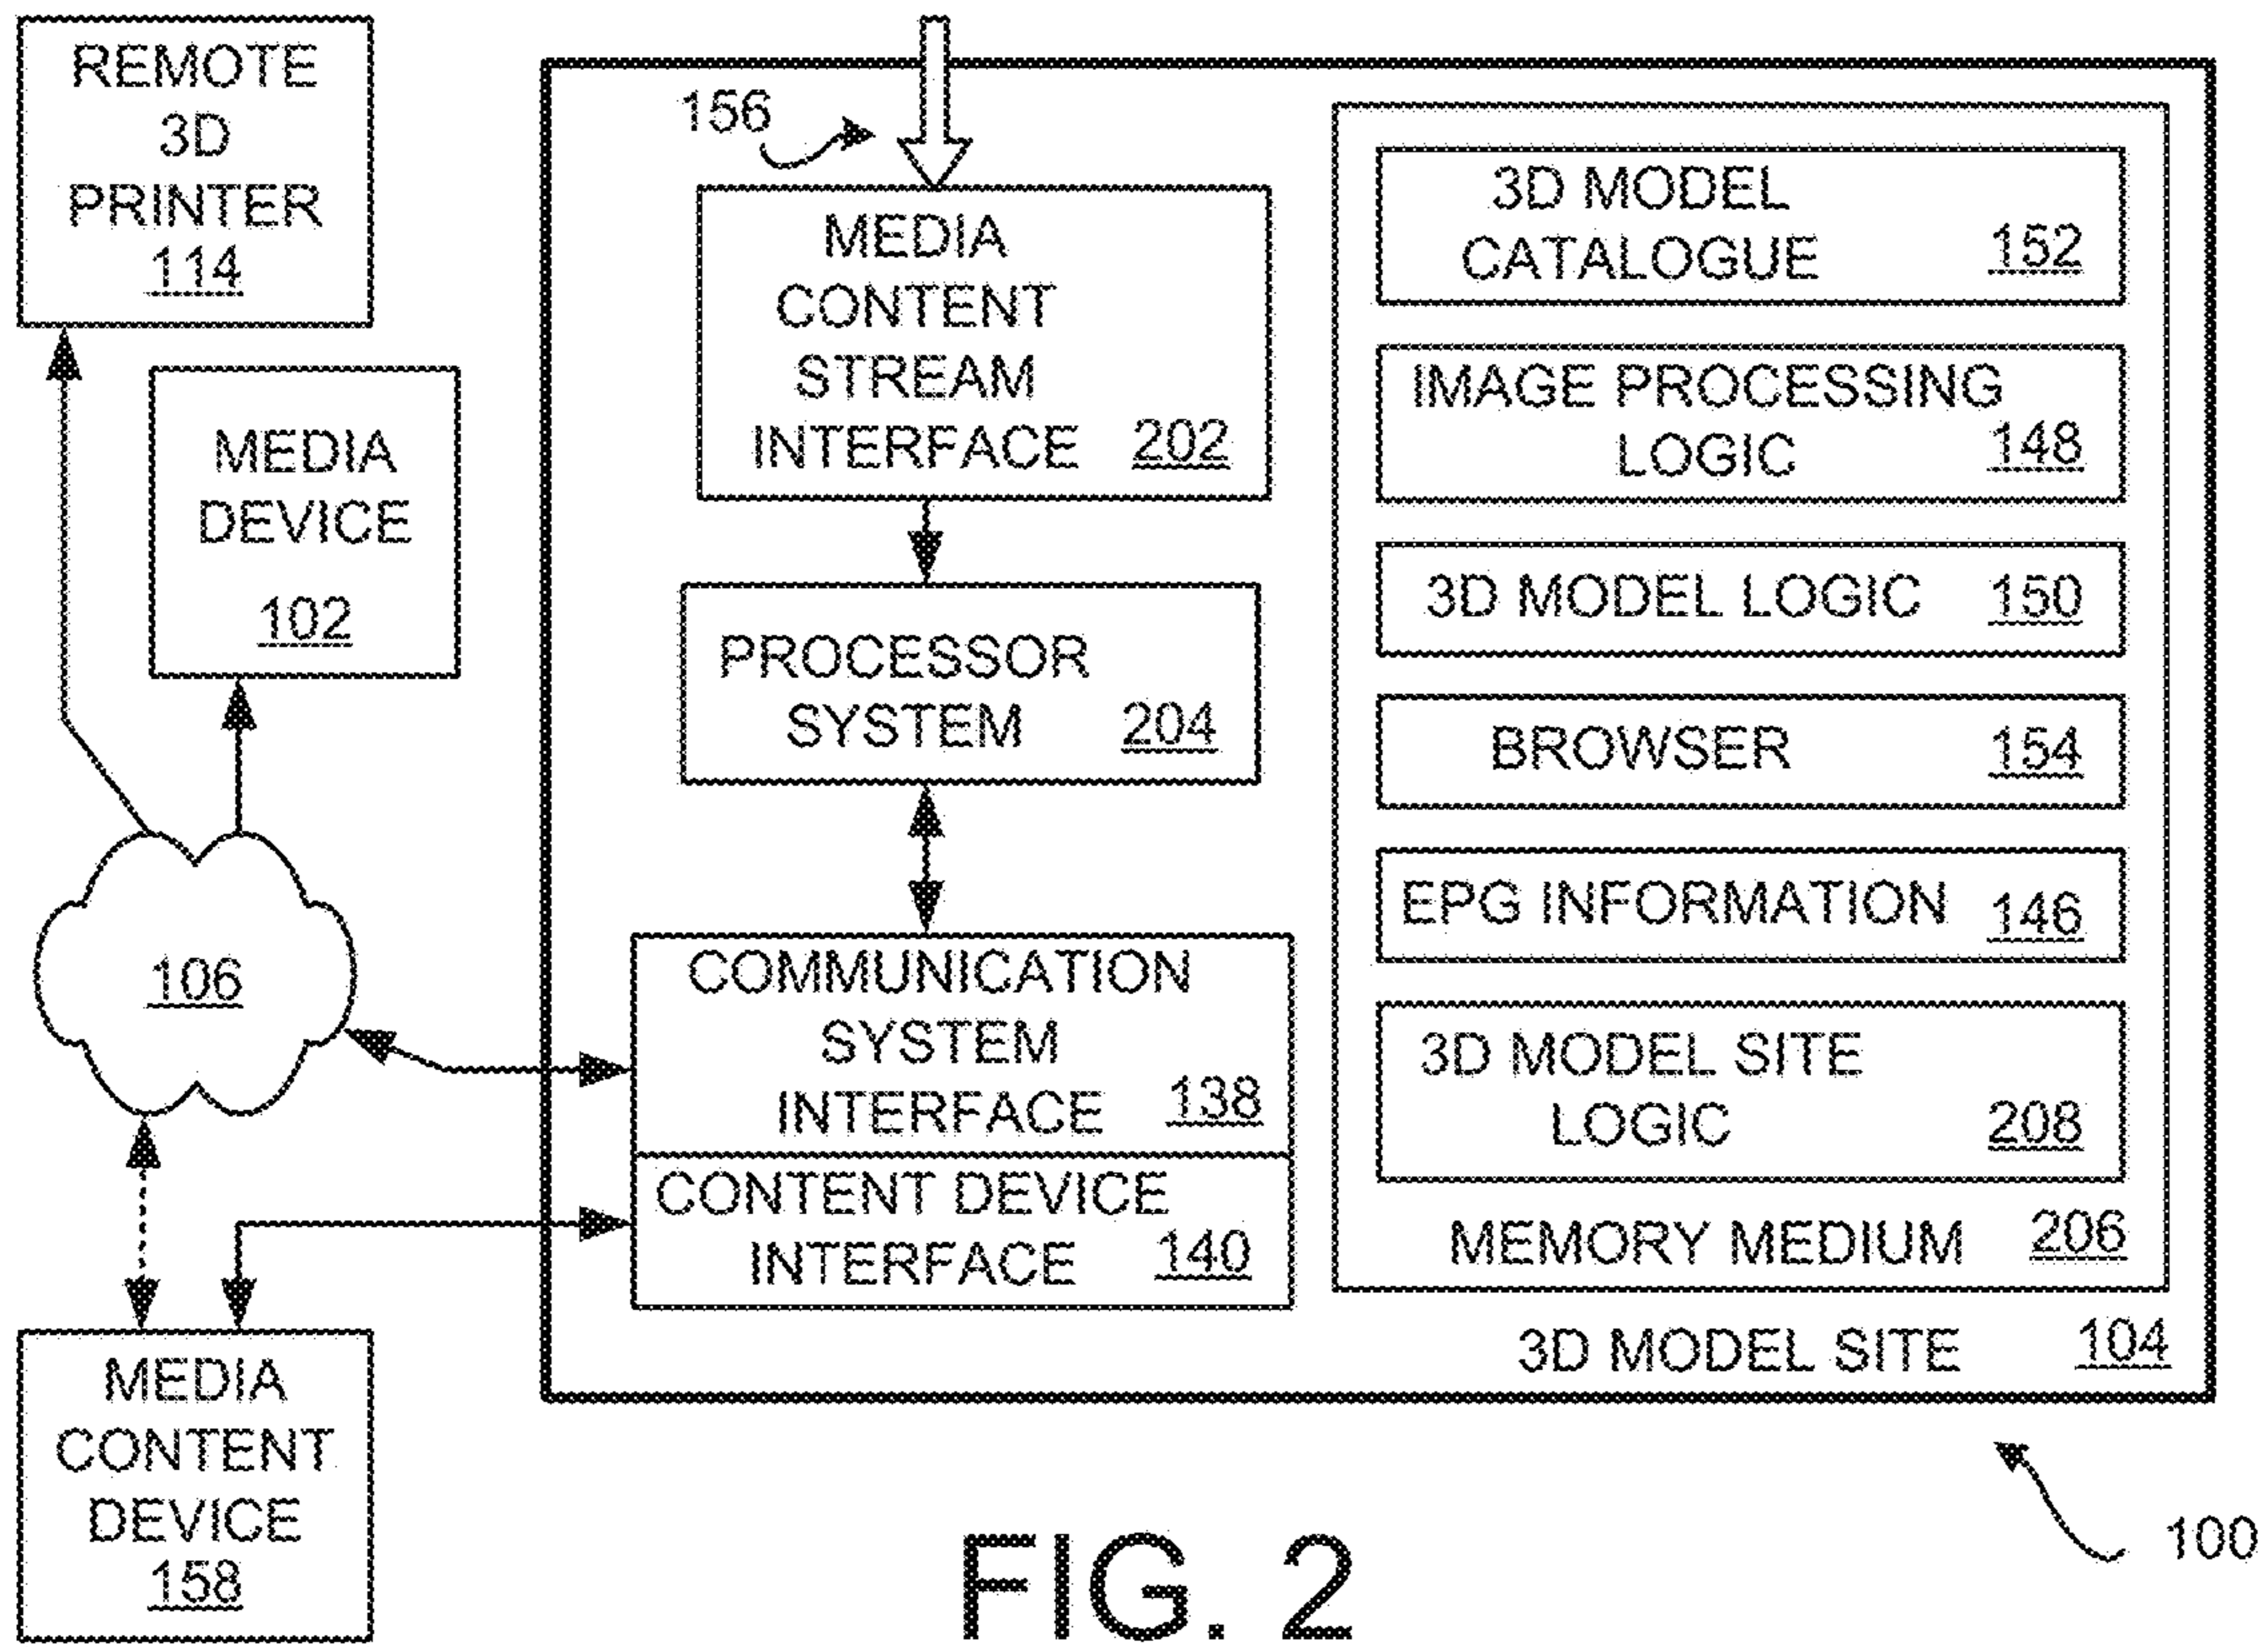 REMOTE
3D
PRINTER
114
MEDIA
DEVICE
102
106
MEDIA
CONTENT
DEVICE
158
156
MEDIA
CONTENT
STREAM
INTERFACE 202
PROCESSOR
SYSTEM 204
COMMUNICATION
SYSTEM
INTERFACE 138
CONTENT DEVICE
INTERFACE 140
3D MODEL
CATALOGUE 152
IMAGE PROCESSING
LOGIC 148
3D MODEL LOGIC 150
BROWSER 154
EPG INFORMATION 146
3D MODEL SITE
LOGIC 208
MEMORY MEDIUM 206
3D MODEL SITE 104
100
FIG. 2